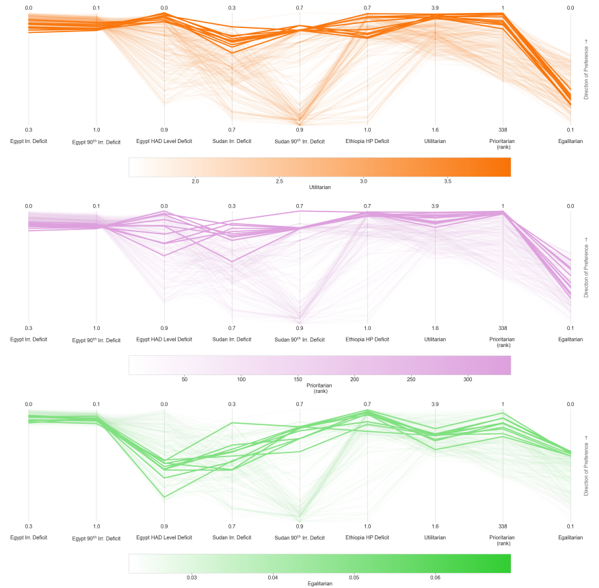 0.0 0.1 0.0 0.3 0.7 0.7 3.9 1 0.0
Direction of Preference →
0.3 1.0 0.9 0.7 0.9 1.0 1.6 338 0.1
Egypt Irr. Deficit Egypt 90th Irr. Deficit Egypt HAD Level Deficit Sudan Irr. Deficit Sudan 90th Irr. Deficit Ethiopia HP Deficit Utilitarian Prioritarian Egalitarian
(rank)
2.0 2.5 3.0 3.5
Utilitarian
0.0 0.1 0.0 0.3 0.7 0.7 3.9 1 0.0
Direction of Preference →
0.3 1.0 0.9 0.7 0.9 1.0 1.6 338 0.1
Egypt Irr. Deficit Egypt 90th Irr. Deficit Egypt HAD Level Deficit Sudan Irr. Deficit Sudan 90th Irr. Deficit Ethiopia HP Deficit Utilitarian Prioritarian Egalitarian
(rank)
50 100 150 200 250 300
Prioritarian
(rank)
0.0 0.1 0.0 0.3 0.7 0.7 3.9 1 0.0
Direction of Preference →
0.3 1.0 0.9 0.7 0.9 1.0 1.6 338 0.1
Egypt Irr. Deficit Egypt 90th Irr. Deficit Egypt HAD Level Deficit Sudan Irr. Deficit Sudan 90th Irr. Deficit Ethiopia HP Deficit Utilitarian Prioritarian Egalitarian
(rank)
0.03 0.04 0.05 0.06
Egalitarian